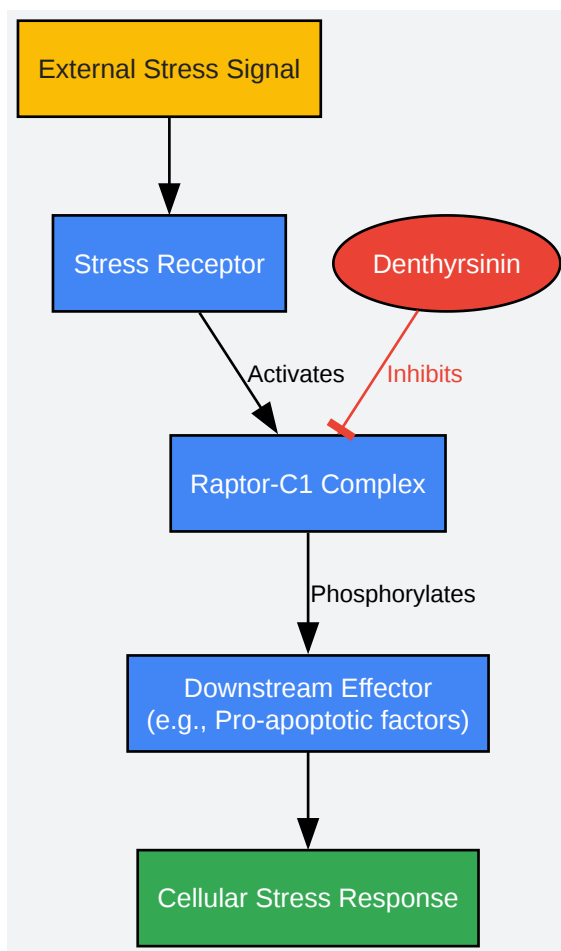 External Stress Signal
Stress Receptor
Denthyrsinin
Activates
Inhibits
Raptor-C1 Complex
Phosphorylates
Downstream Effector
(e.g., Pro-apoptotic factors)
Cellular Stress Response